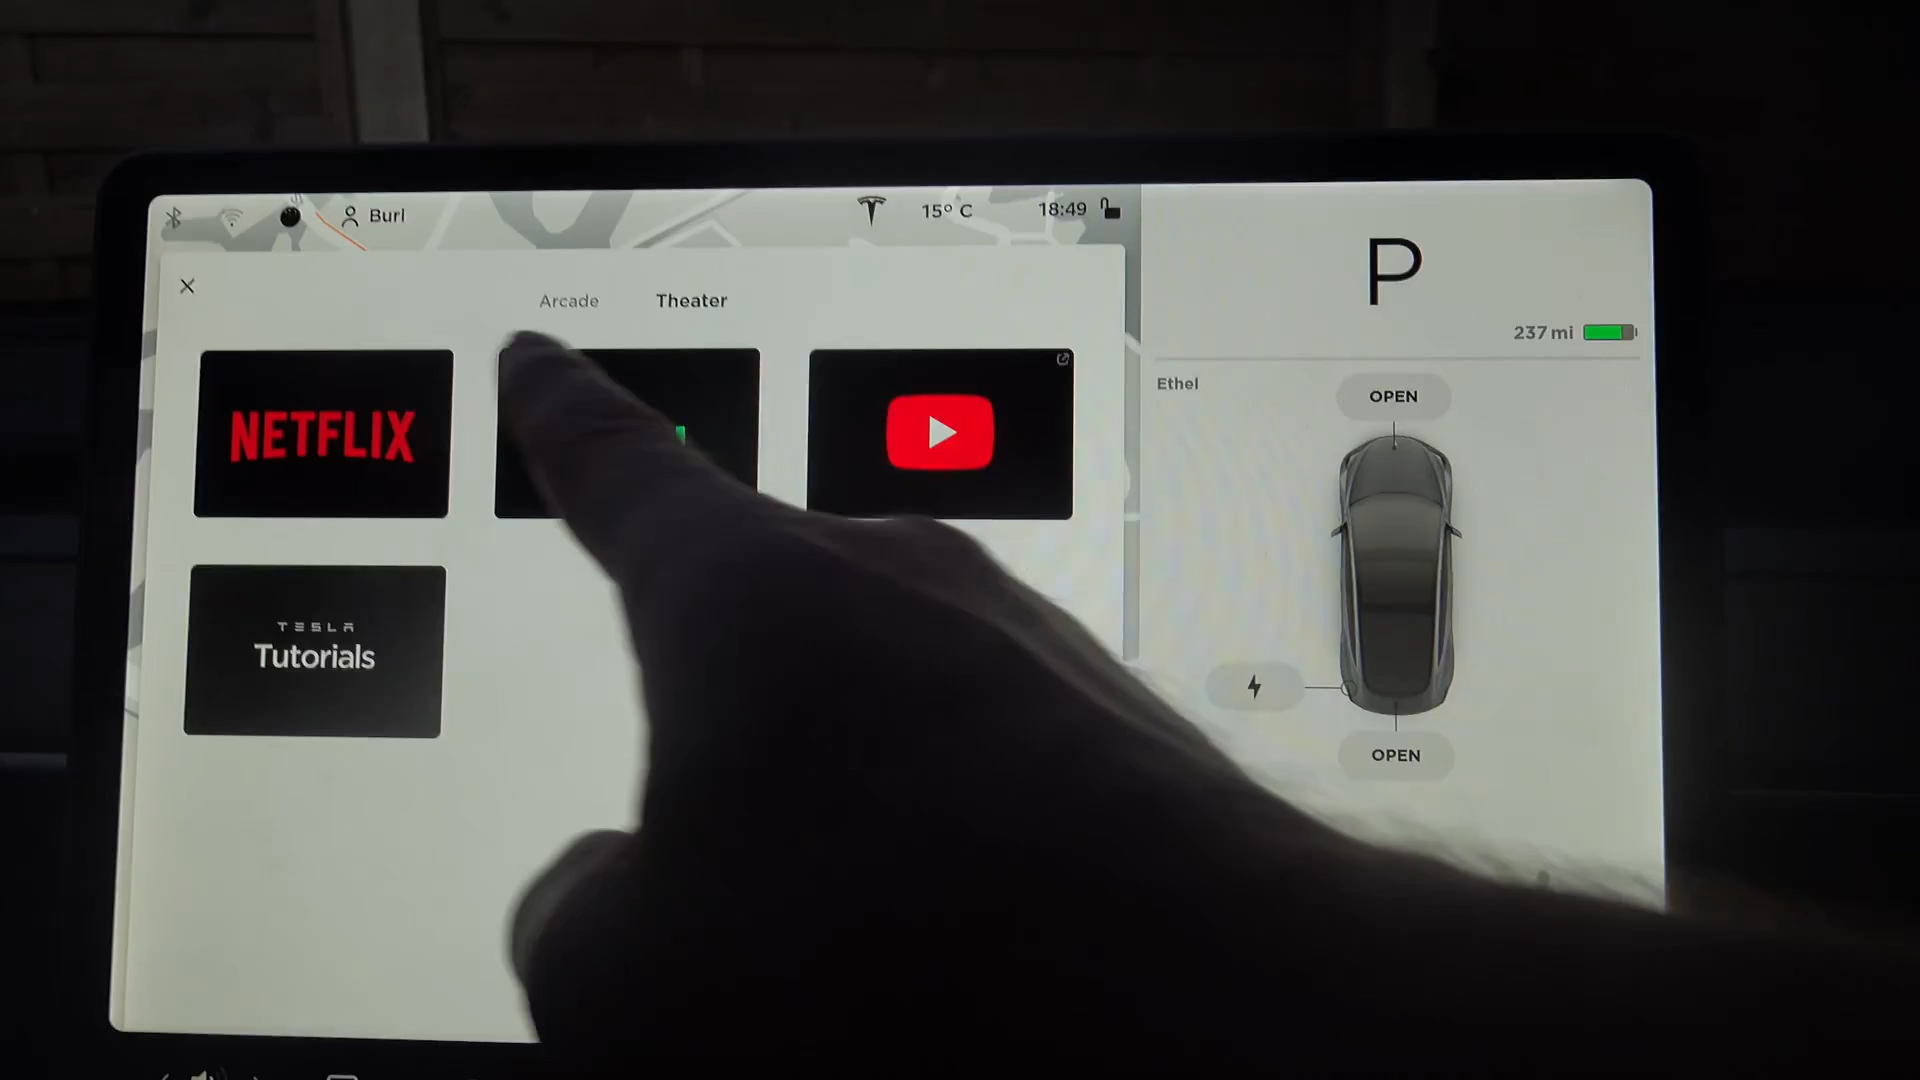 Burl
15° C
18:49
P
237 mi
Arcade
Theater
Ethel
OPEN
NETFLIX
TESLA
Tutorials
OPEN